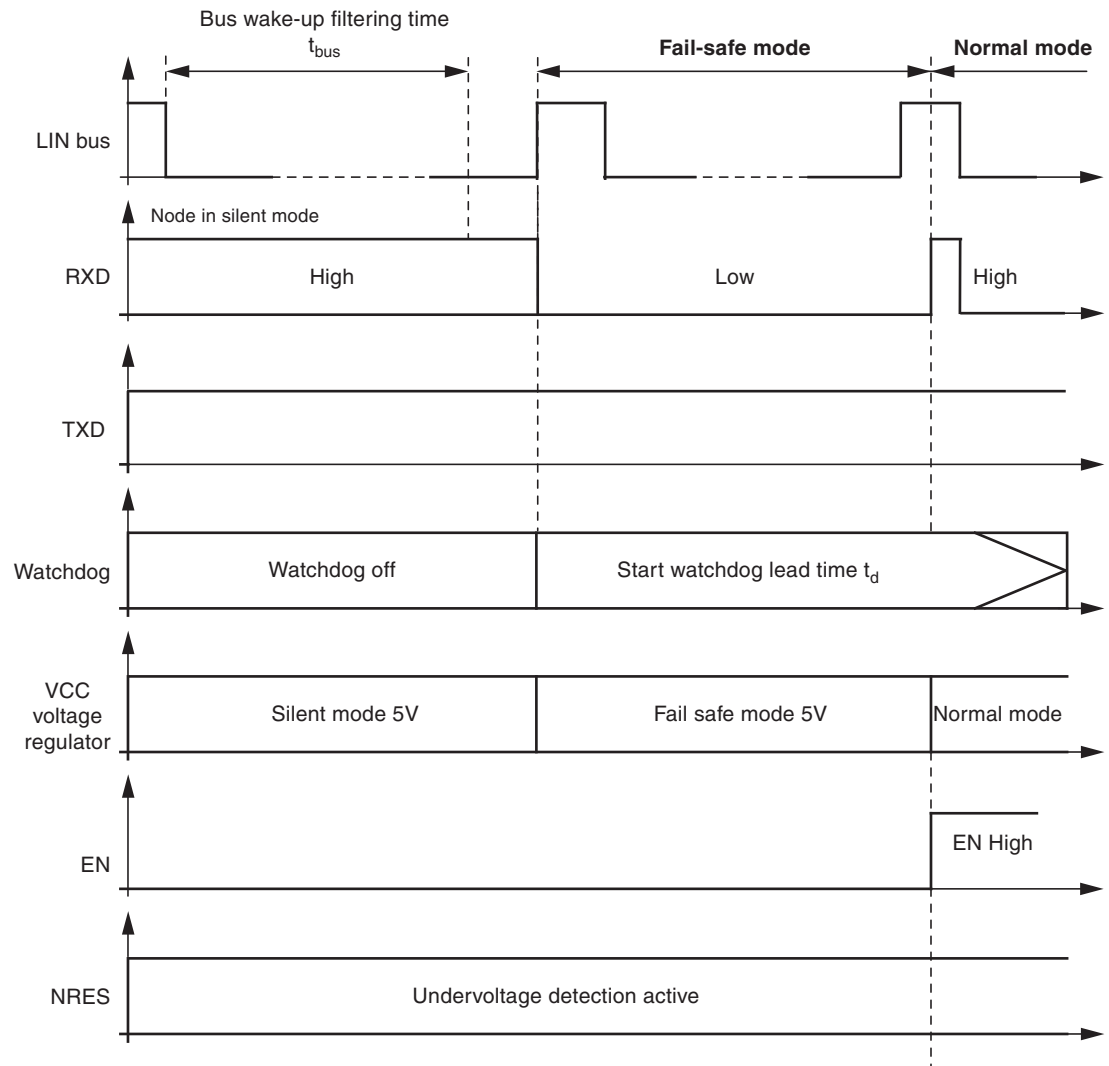 Bus wake-up filtering time
tbus
Fail-safe mode
Normal mode
LIN bus
Node in silent mode
RXD
High
Low
High
TXD
Watchdog
Watchdog off
Start watchdog lead time td
VCC
voltage
regulator
Silent mode 5V
Fail safe mode 5V
Normal mode
EN
EN High
NRES
Undervoltage detection active